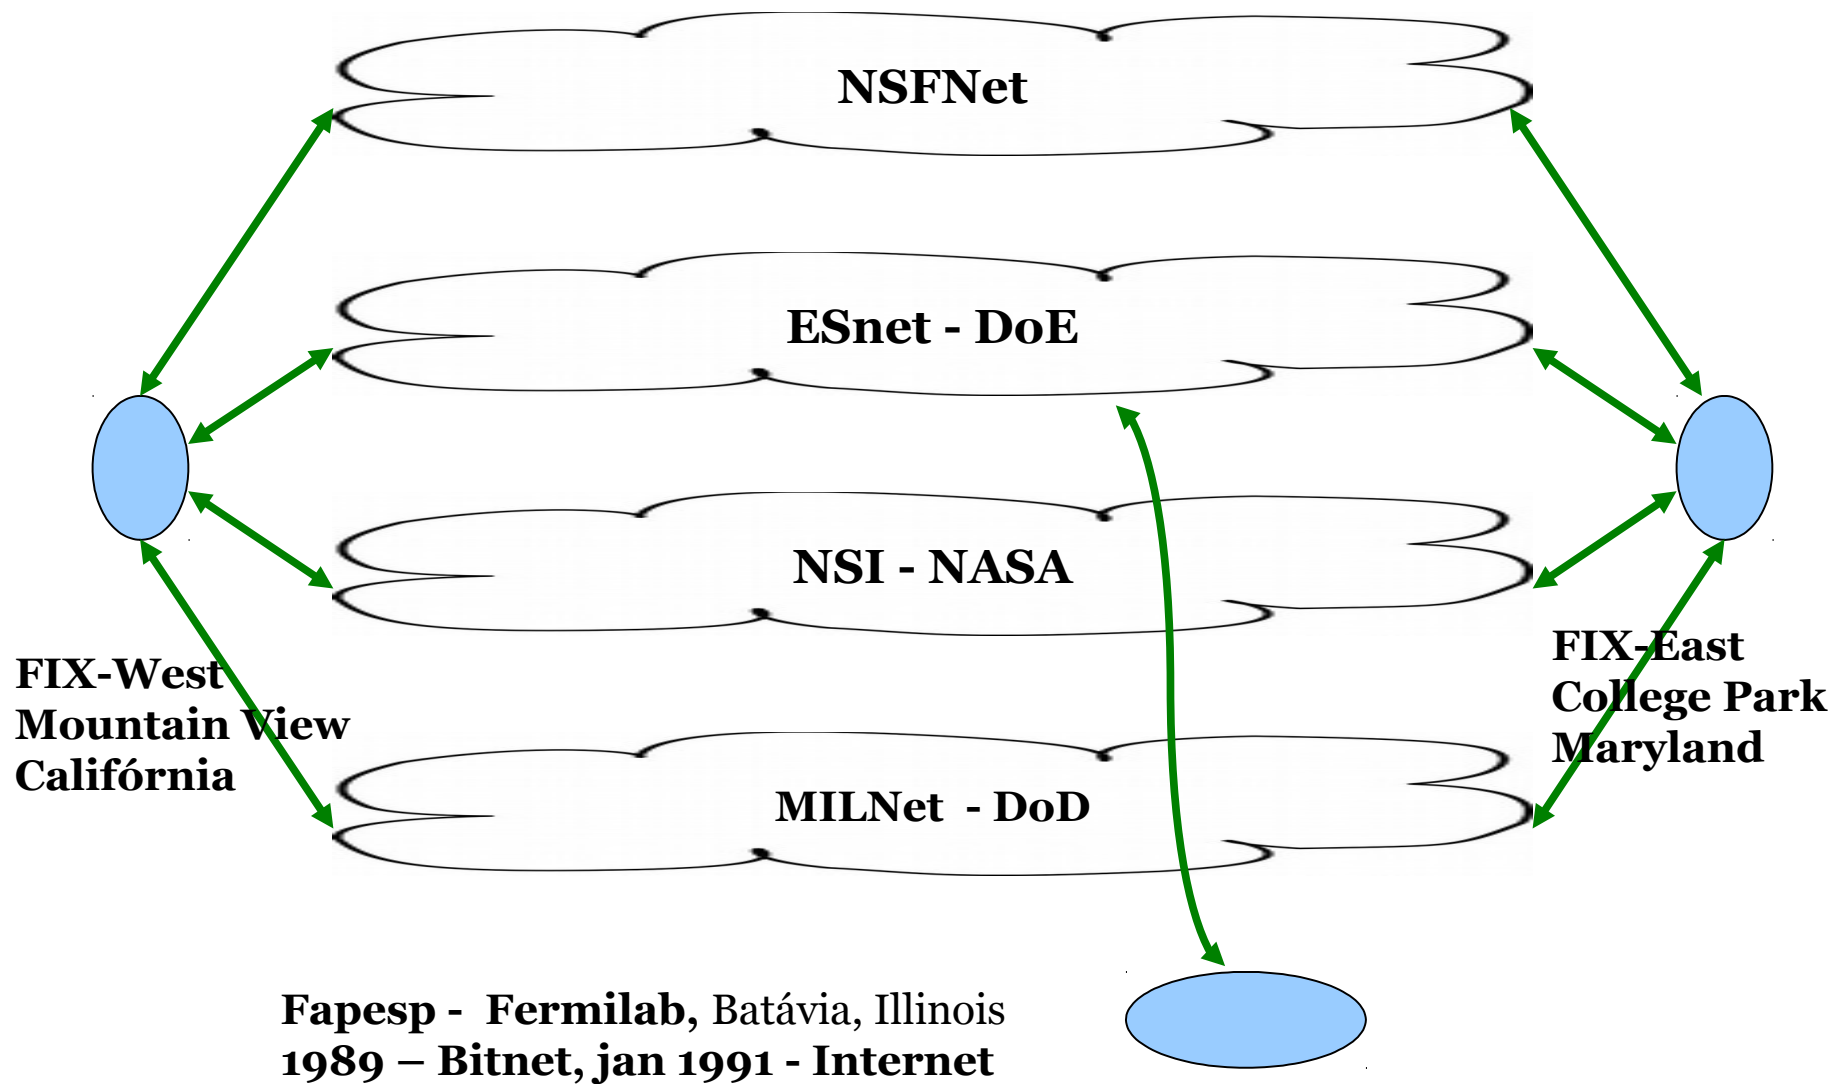 NSFNet
ESnet - DoE
NSI - NASA
FIX-West
Mountain View
Califórnia
FIX-East
College Park
Maryland
MILNet - DoD
Fapesp - Fermilab, Batávia, Illinois
1989 – Bitnet, jan 1991 - Internet